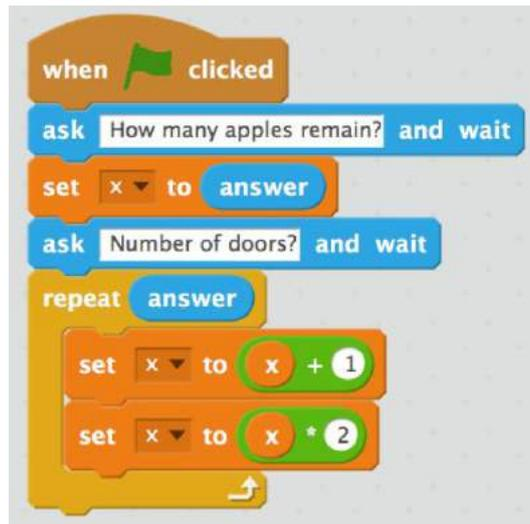 when clicked
ask How many apples remain? and wait
set x to answer
ask Number of doors? and wait
repeat answer
set x to x + 1
set x to x * 2